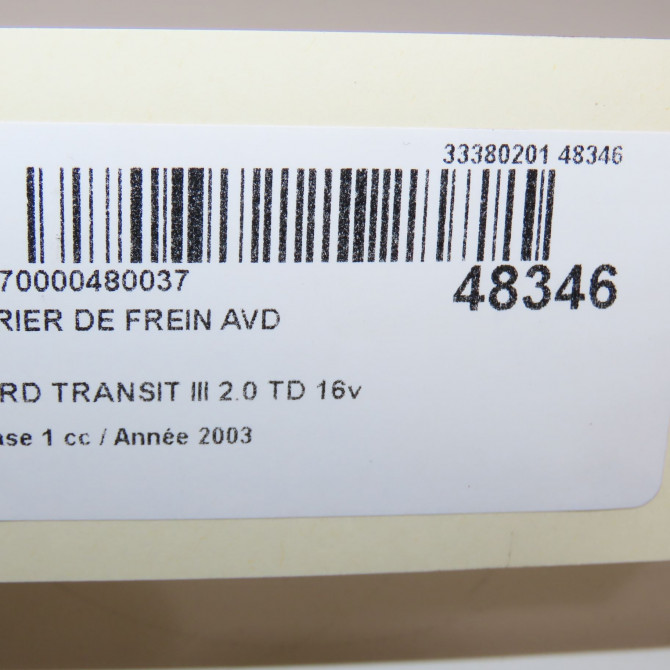 33380201 48346
70000480037
48346
RIER DE FREIN AVD
RD TRANSIT III 2.0 TD 16v
ase 1 cc / Année 2003